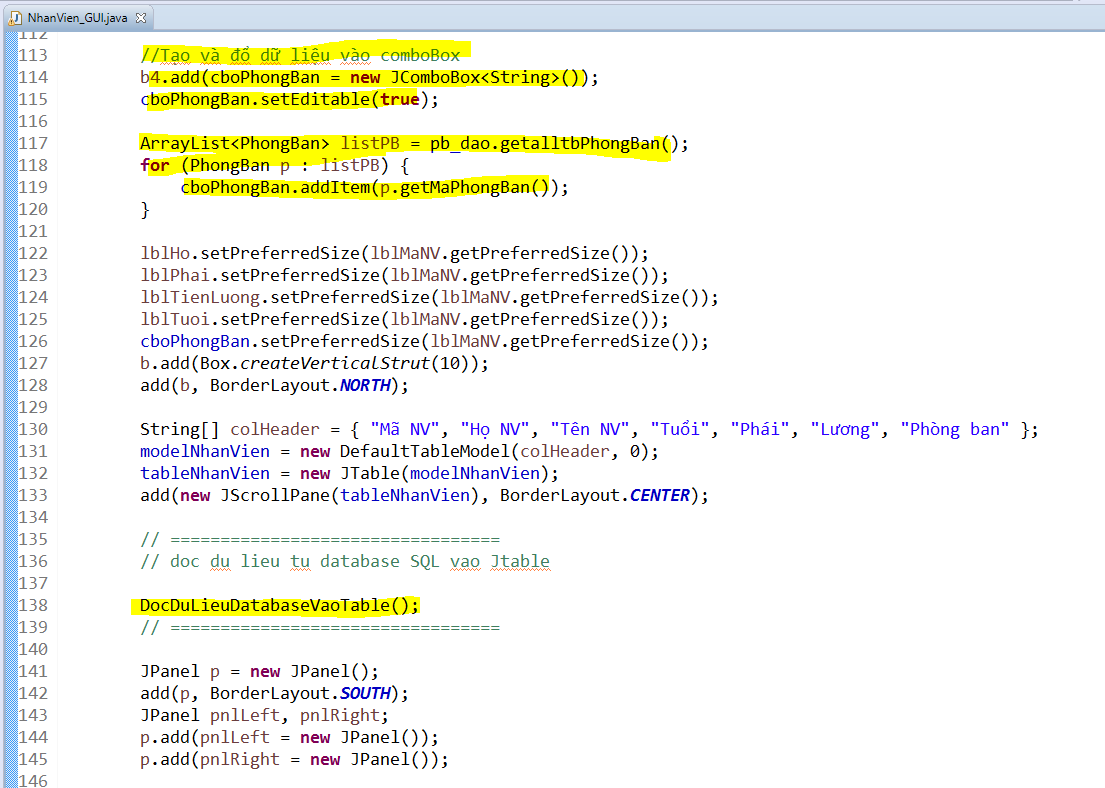 NhanVien_GUI.java
112
113 //Tạo và đổ dữ liệu vào comboBox
114 b4.add(cboPhongBan = new JComboBox<String>());
115 cboPhongBan.setEditable(true);
116
117 ArrayList<PhongBan> listPB = pb_dao.getalltbPhongBan();
118 for (PhongBan p : listPB) {
119 cboPhongBan.addItem(p.getMaPhongBan());
120 }
121
122 lblHo.setPreferredSize(lblMaNV.getPreferredSize());
123 lblPhai.setPreferredSize(lblMaNV.getPreferredSize());
124 lblTienLuong.setPreferredSize(lblMaNV.getPreferredSize());
125 lblTuoi.setPreferredSize(lblMaNV.getPreferredSize());
126 cboPhongBan.setPreferredSize(lblMaNV.getPreferredSize());
127 b.add(Box.createVerticalStrut(10));
128 add(b, BorderLayout.NORTH);
129
130 String[] colHeader = { "Mã NV", "Họ NV", "Tên NV", "Tuổi", "Phái", "Lương", "Phòng ban" };
131 modelNhanVien = new DefaultTableModel(colHeader, 0);
132 tableNhanVien = new JTable(modelNhanVien);
133 add(new JScrollPane(tableNhanVien), BorderLayout.CENTER);
134
135 // =================================
136 // doc du lieu tu database SQL vao Jtable
137
138 DocDuLieuDatabaseVaoTable();
139 // =================================
140
141 JPanel p = new JPanel();
142 add(p, BorderLayout.SOUTH);
143 JPanel pnlLeft, pnlRight;
144 p.add(pnlLeft = new JPanel());
145 p.add(pnlRight = new JPanel());
146